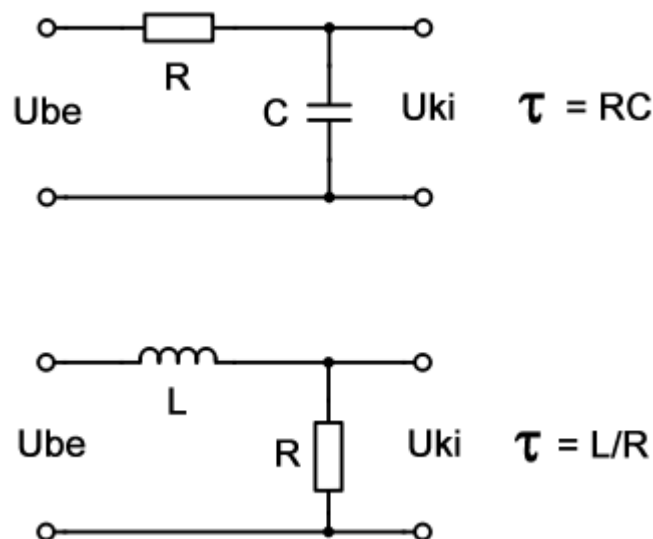 R
Ube C Uki τ = RC
L
Ube R Uki τ = L/R